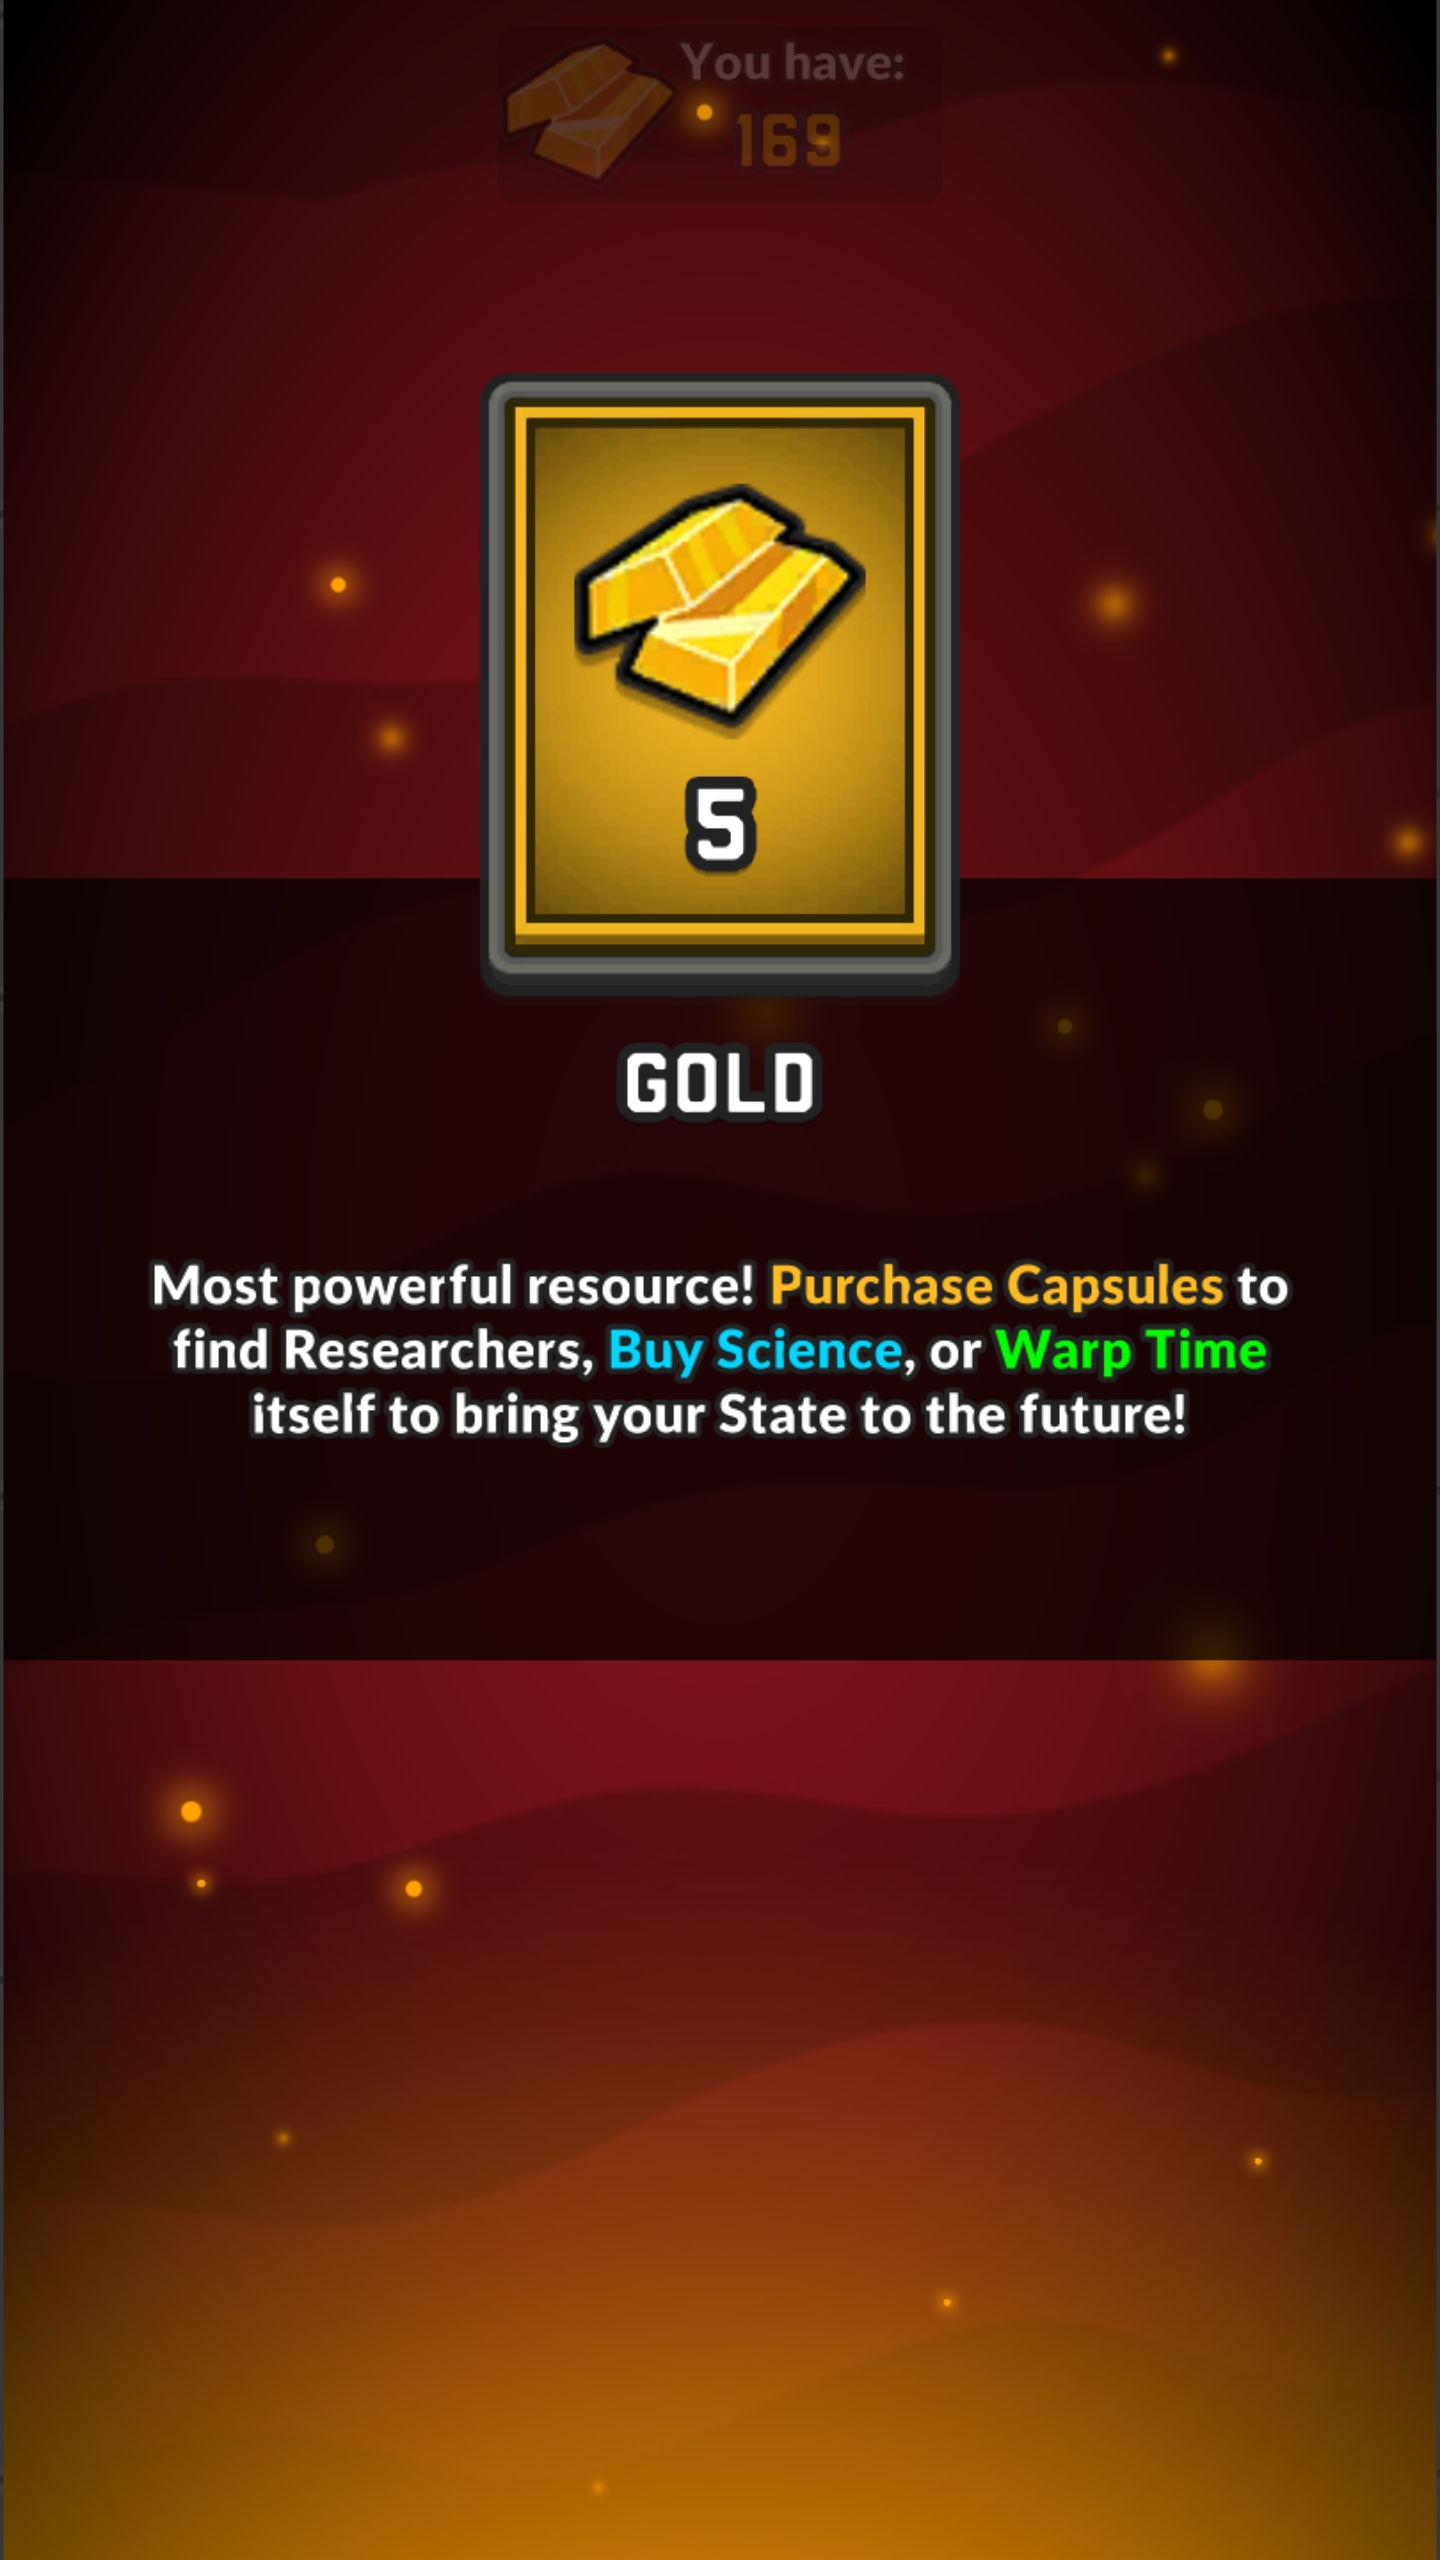 You have:
169
5
GOLD
Most powerful resource! Purchase Capsules to
find Researchers, Buy Science, or Warp Time
itself to bring your State to the future!